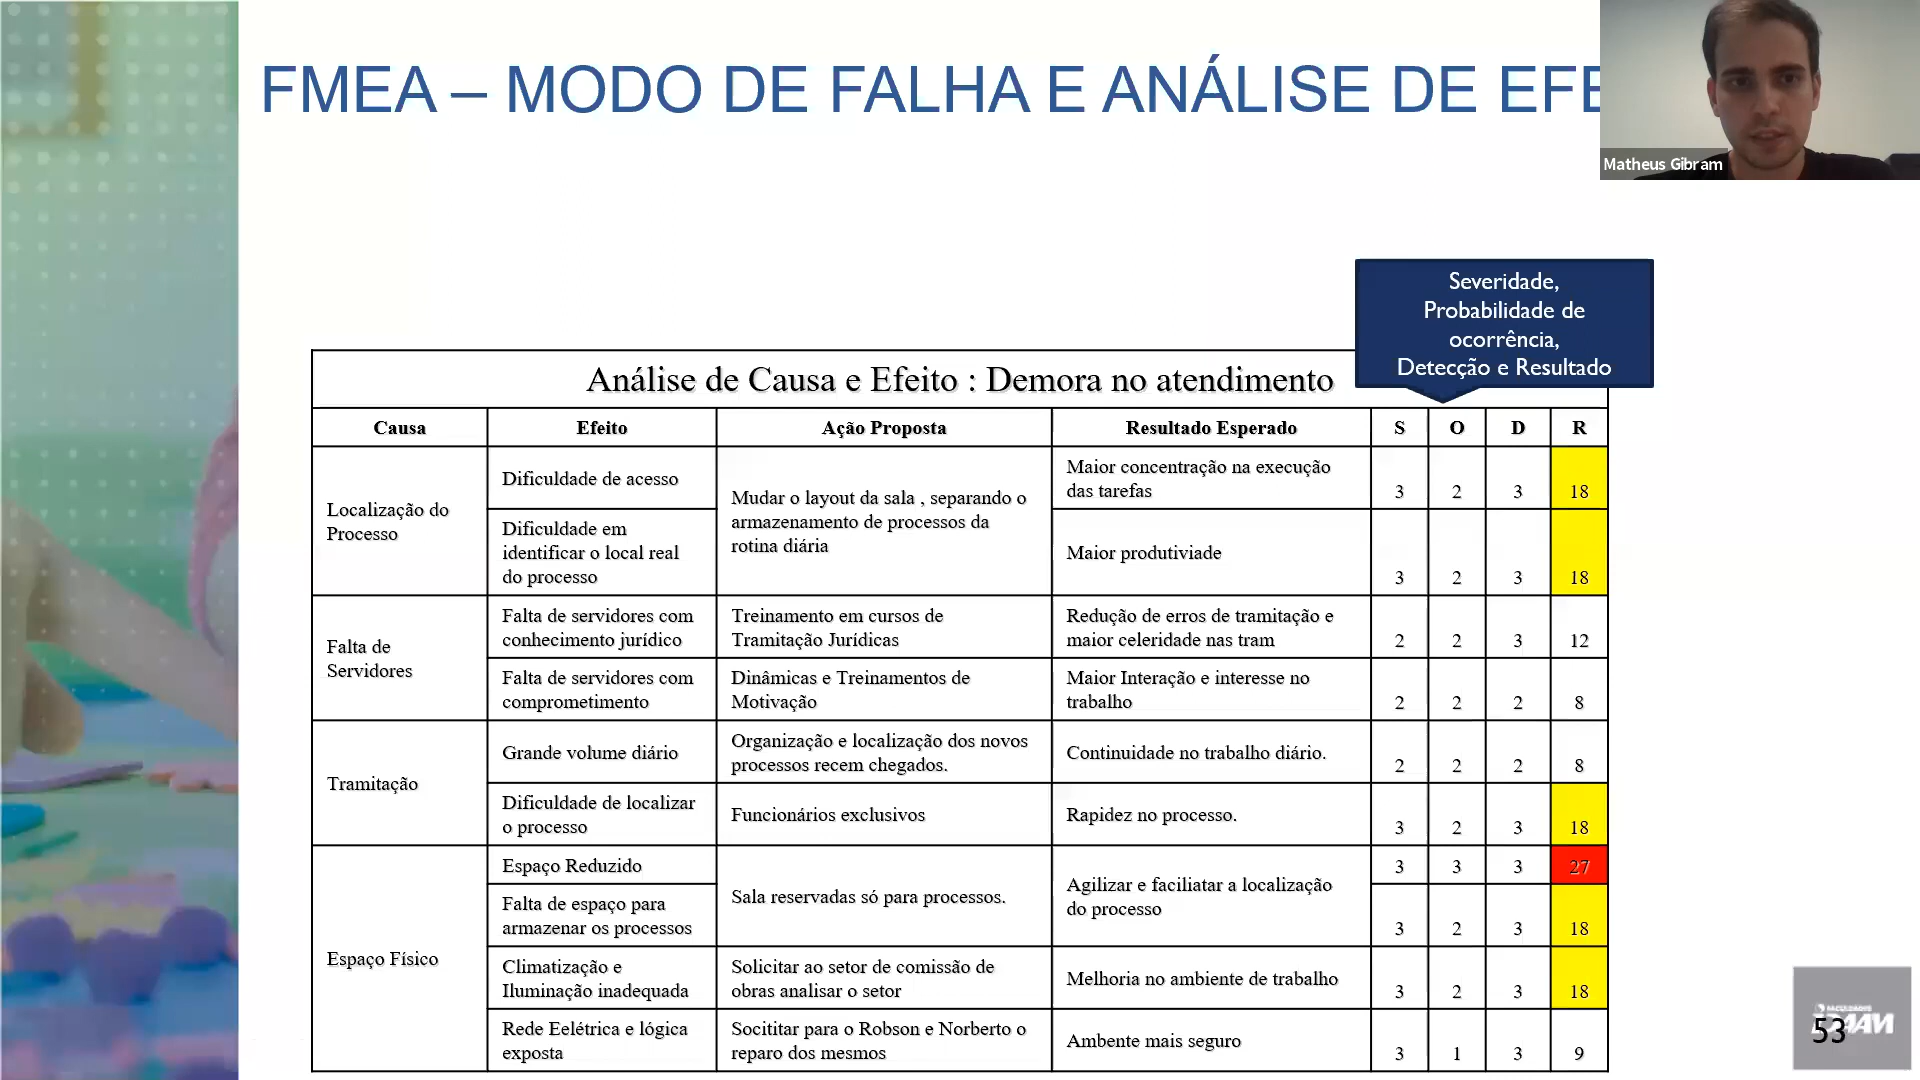 FMEA – MODO DE FALHA E ANÁLISE DE EFE
Matheus Gibram
Severidade,
Probabilidade de
ocorrência,
Detecção e Resultado
Análise de Causa e Efeito : Demora no atendimento
Causa Efeito Ação Proposta Resultado Esperado S O D R
Localização do
Processo
Dificuldade de acesso
Mudar o layout da sala , separando o
armazenamento de processos da
rotina diária
Maior concentração na execução
das tarefas
3 2 3 18
Dificuldade em
identificar o local real
do processo
Maior produtiviade
3 2 3 18
Falta de
Servidores
Falta de servidores com
conhecimento jurídico
Treinamento em cursos de
Tramitação Jurídicas
Redução de erros de tramitação e
maior celeridade nas tram
2 2 3 12
Falta de servidores com
comprometimento
Dinâmicas e Treinamentos de
Motivação
Maior Interação e interesse no
trabalho
2 2 2 8
Tramitação
Grande volume diário
Organização e localização dos novos
processos recem chegados.
Continuidade no trabalho diário.
2 2 2 8
Dificuldade de localizar
o processo
Funcionários exclusivos
Rapidez no processo.
3 2 3 18
Espaço Físico
Espaço Reduzido
Sala reservadas só para processos.
Agilizar e faciliatar a localização
do processo
3 3 3 27
Falta de espaço para
armazenar os processos
3 2 3 18
Climatização e
Iluminação inadequada
Solicitar ao setor de comissão de
obras analisar o setor
Melhoria no ambiente de trabalho
3 2 3 18
Rede Eelétrica e lógica
exposta
Socititar para o Robson e Norberto o
reparo dos mesmos
Ambiente mais seguro
3 1 3 9
53